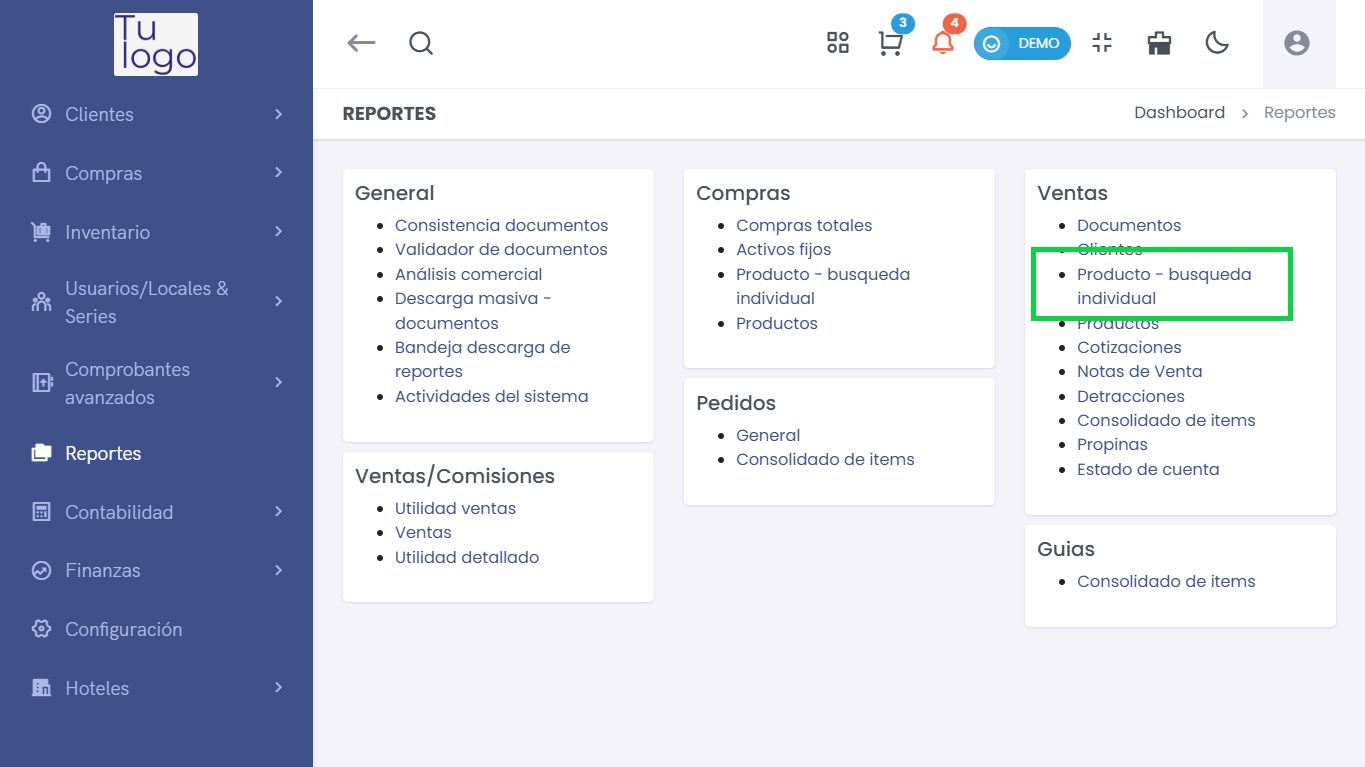 Tu
logo
Clientes
Compras
Inventario
Usuarios/Locales &
Series
Comprobantes
avanzados
Reportes
Contabilidad
Finanzas
Configuración
Hoteles
3
4
DEMO
REPORTES
Dashboard > Reportes
General
Consistencia documentos
Validador de documentos
Análisis comercial
Descarga masiva -
documentos
Bandeja descarga de
reportes
Actividades del sistema
Ventas/Comisiones
Utilidad ventas
Ventas
Utilidad detallado
Compras
Compras totales
Activos fijos
Producto - busqueda
individual
Productos
Pedidos
General
Consolidado de items
Ventas
Documentos
Clientes
Producto - busqueda
individual
Productos
Cotizaciones
Notas de Venta
Detracciones
Consolidado de items
Propinas
Estado de cuenta
Guias
Consolidado de items